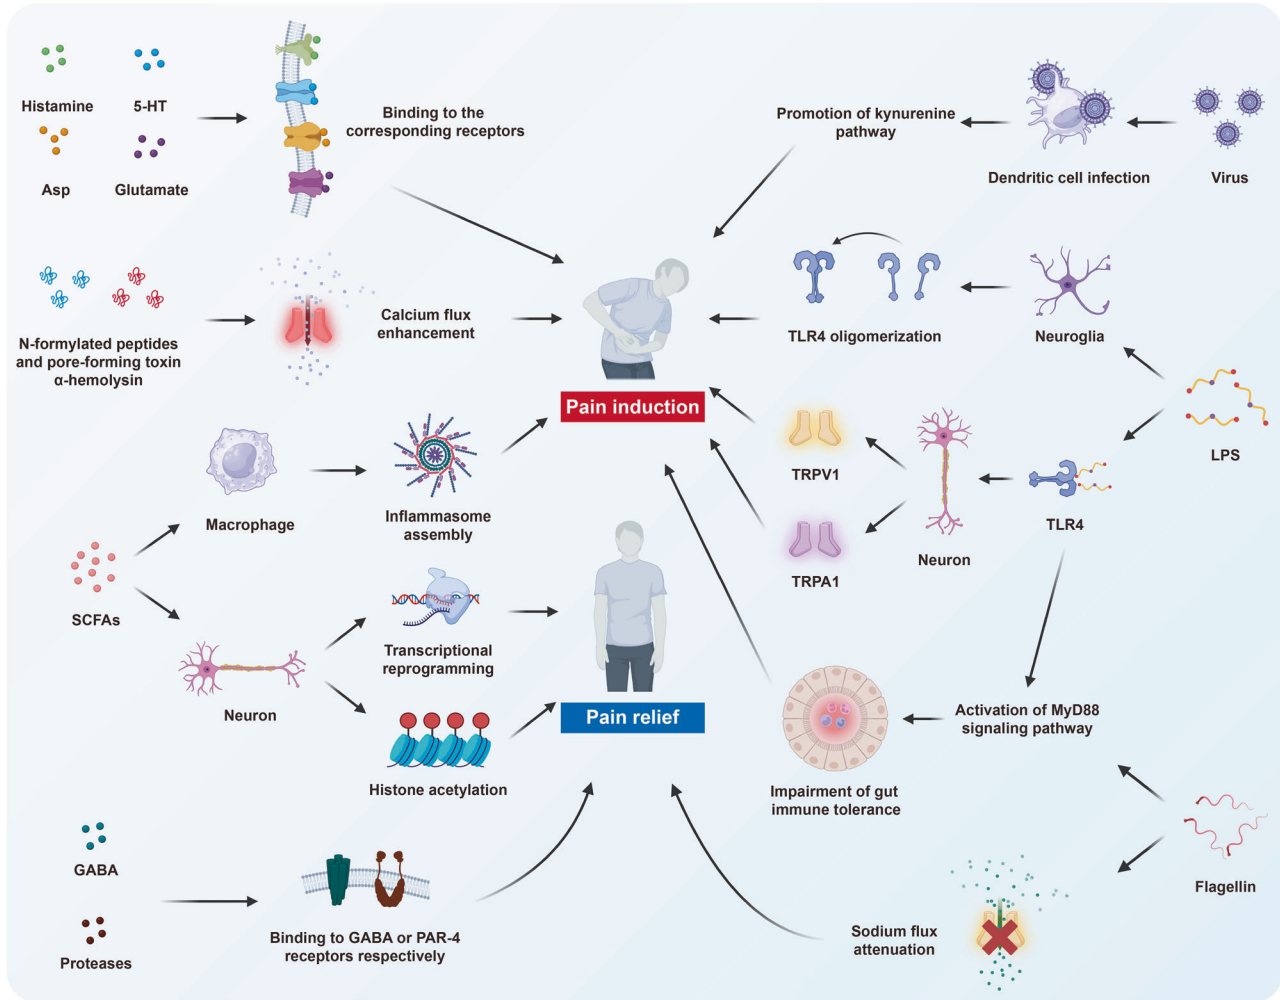 Histamine
5-HT
Asp
Glutamate
Binding to the
corresponding receptors
Promotion of kynurenine
pathway
Dendritic cell infection
Virus
N-formylated peptides
and pore-forming toxin
α-hemolysin
Calcium flux
enhancement
TLR4 oligomerization
Neuroglia
Pain induction
LPS
Macrophage
Inflammasome
assembly
TRPV1
TRPA1
Neuron
TLR4
SCFAs
Transcriptional
reprogramming
Neuron
Histone acetylation
Pain relief
Activation of MyD88
signaling pathway
Impairment of gut
immune tolerance
GABA
Proteases
Binding to GABA or PAR-4
receptors respectively
Sodium flux
attenuation
Flagellin